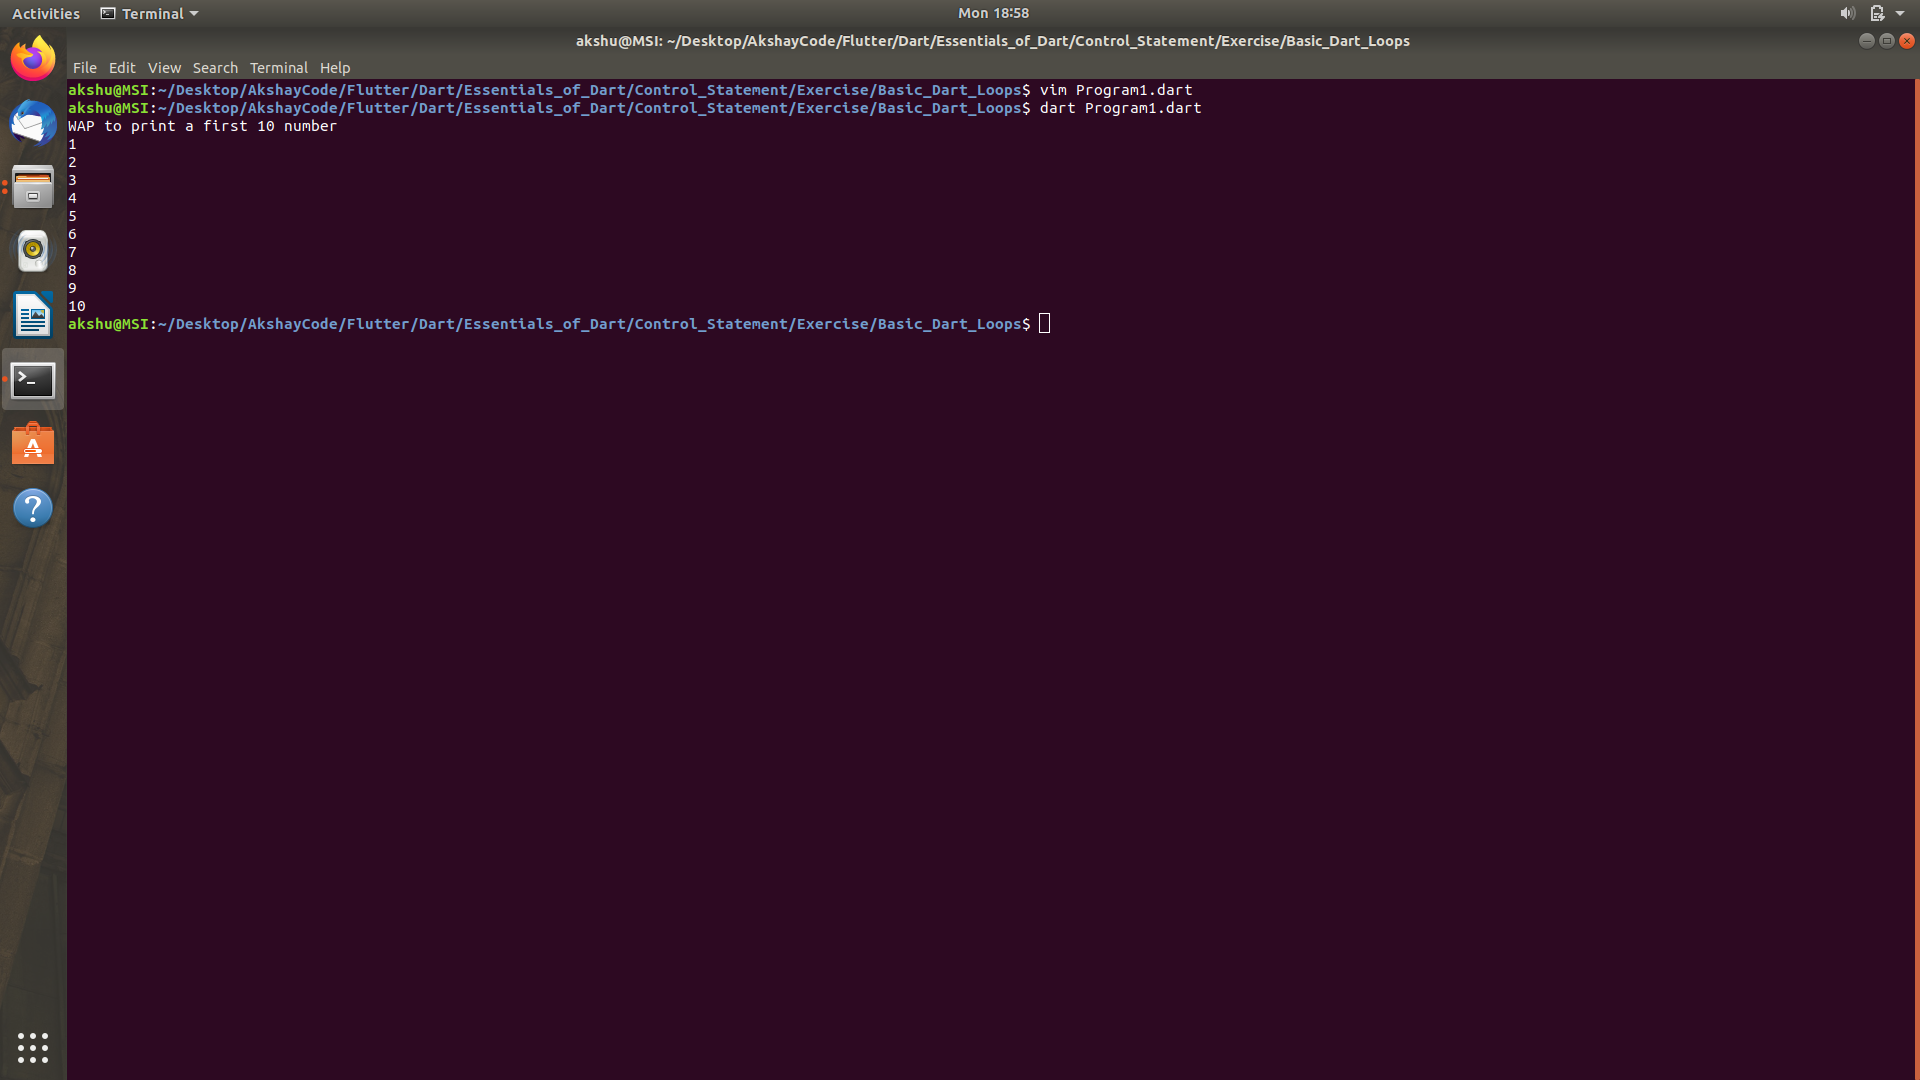 Activities Terminal Mon 18:58
akshu@MSI: ~/Desktop/AkshayCode/Flutter/Dart/Essentials_of_Dart/Control_Statement/Exercise/Basic_Dart_Loops
File Edit View Search Terminal Help
akshu@MSI:~/Desktop/AkshayCode/Flutter/Dart/Essentials_of_Dart/Control_Statement/Exercise/Basic_Dart_Loops$ vim Program1.dart
akshu@MSI:~/Desktop/AkshayCode/Flutter/Dart/Essentials_of_Dart/Control_Statement/Exercise/Basic_Dart_Loops$ dart Program1.dart
WAP to print a first 10 number
1
2
3
4
5
6
7
8
9
10
akshu@MSI:~/Desktop/AkshayCode/Flutter/Dart/Essentials_of_Dart/Control_Statement/Exercise/Basic_Dart_Loops$